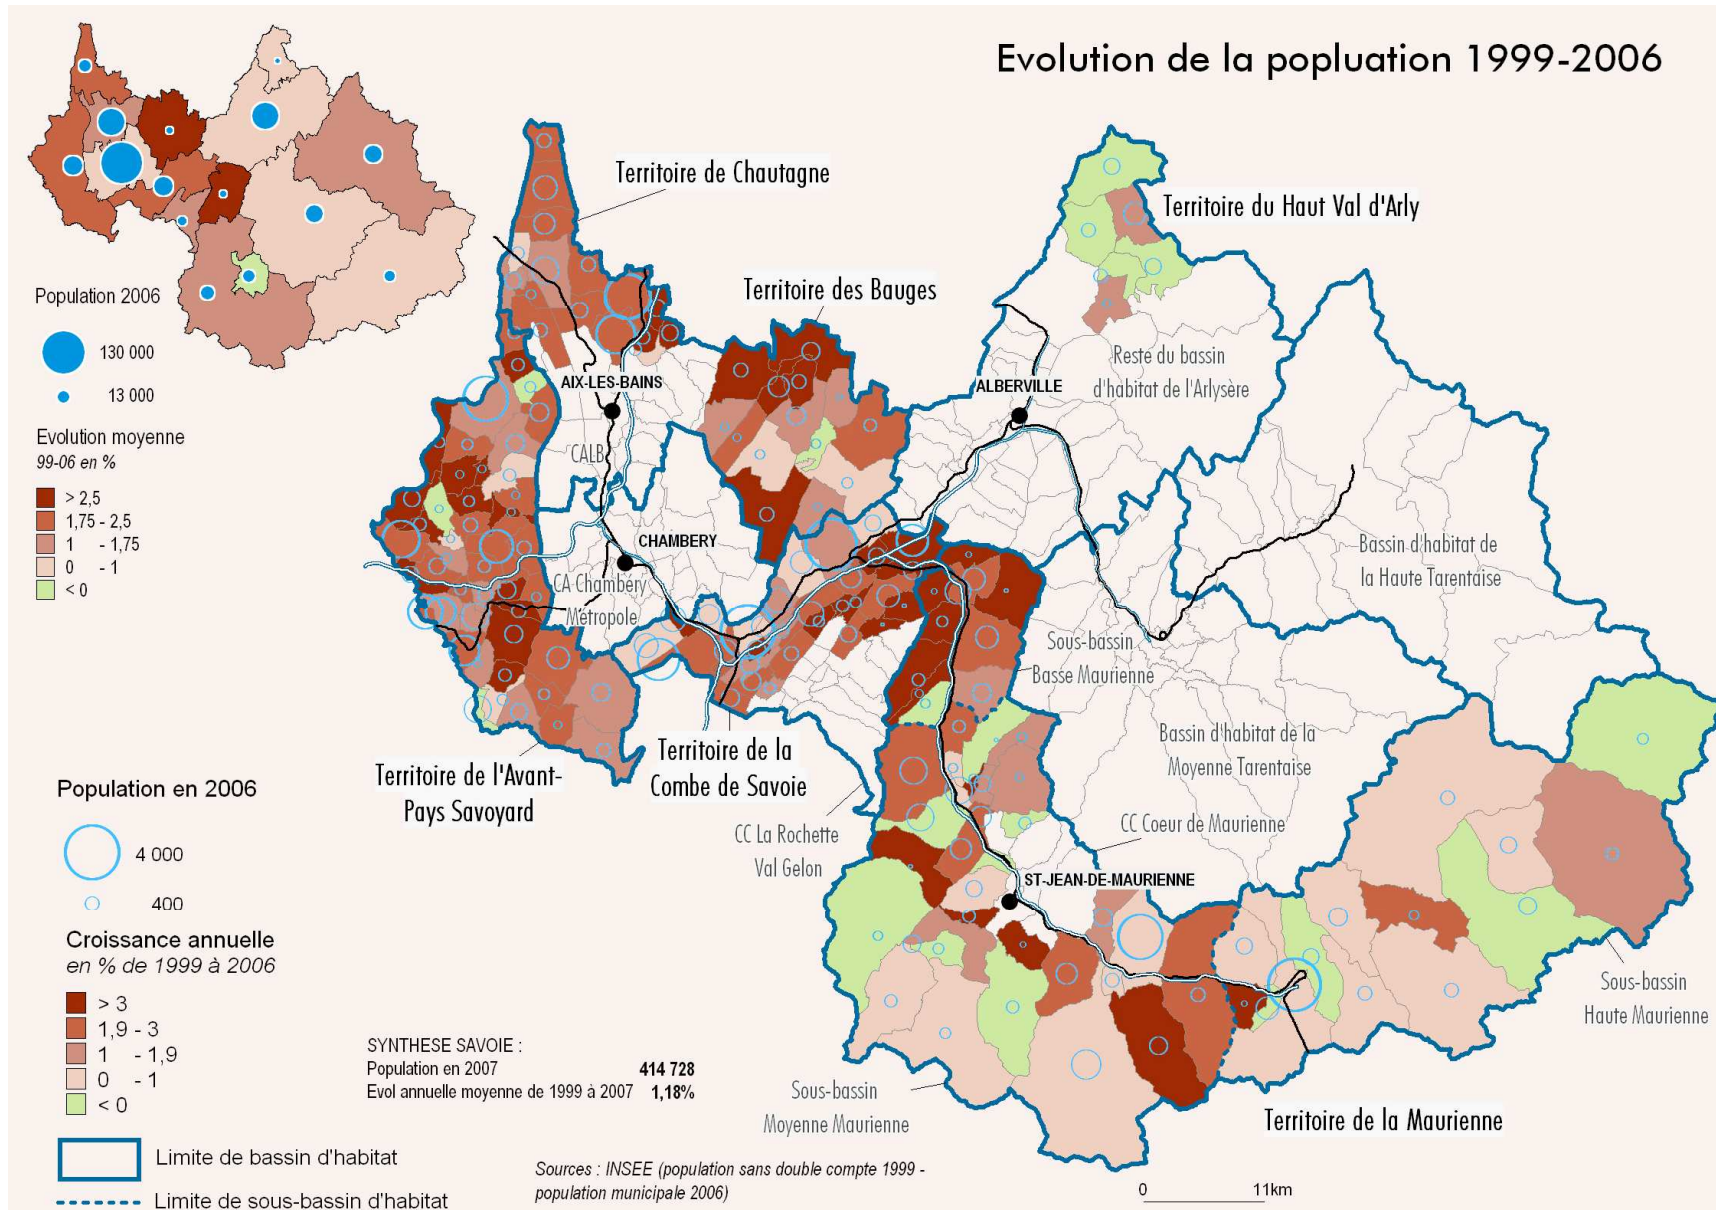 Evolution de la popluation 1999-2006
Population 2006
130 000
13 000
Evolution moyenne
99-06 en %
> 2,5
1,75 - 2,5
1 - 1,75
0 - 1
< 0
Territoire de Chautagne
Territoire du Haut Val d'Arly
Territoire des Bauges
Reste du bassin
d'habitat de l'Arlysère
AIX-LES-BAINS
ALBERVILLE
CALB
CHAMBERY
Bassin d'habitat de
la Haute Tarentaise
CA Chambéry
Métropole
Sous-bassin
Basse Maurienne
Bassin d'habitat de la
Moyenne Tarentaise
Territoire de l'Avant-
Pays Savoyard
Territoire de la
Combe de Savoie
CC La Rochette
Val Gelon
CC Coeur de Maurienne
ST-JEAN-DE-MAURIENNE
Sous-bassin
Haute Maurienne
Sous-bassin
Moyenne Maurienne
Territoire de la Maurienne
Population en 2006
4 000
400
Croissance annuelle
en % de 1999 à 2006
> 3
1,9 - 3
1 - 1,9
0 - 1
< 0
Limite de bassin d'habitat
Limite de sous-bassin d'habitat
SYNTHESE SAVOIE :
Population en 2007 414 728
Evol annuelle moyenne de 1999 à 2007 1,18%
Sources : INSEE (population sans double compte 1999 -
population municipale 2006)
0 11km